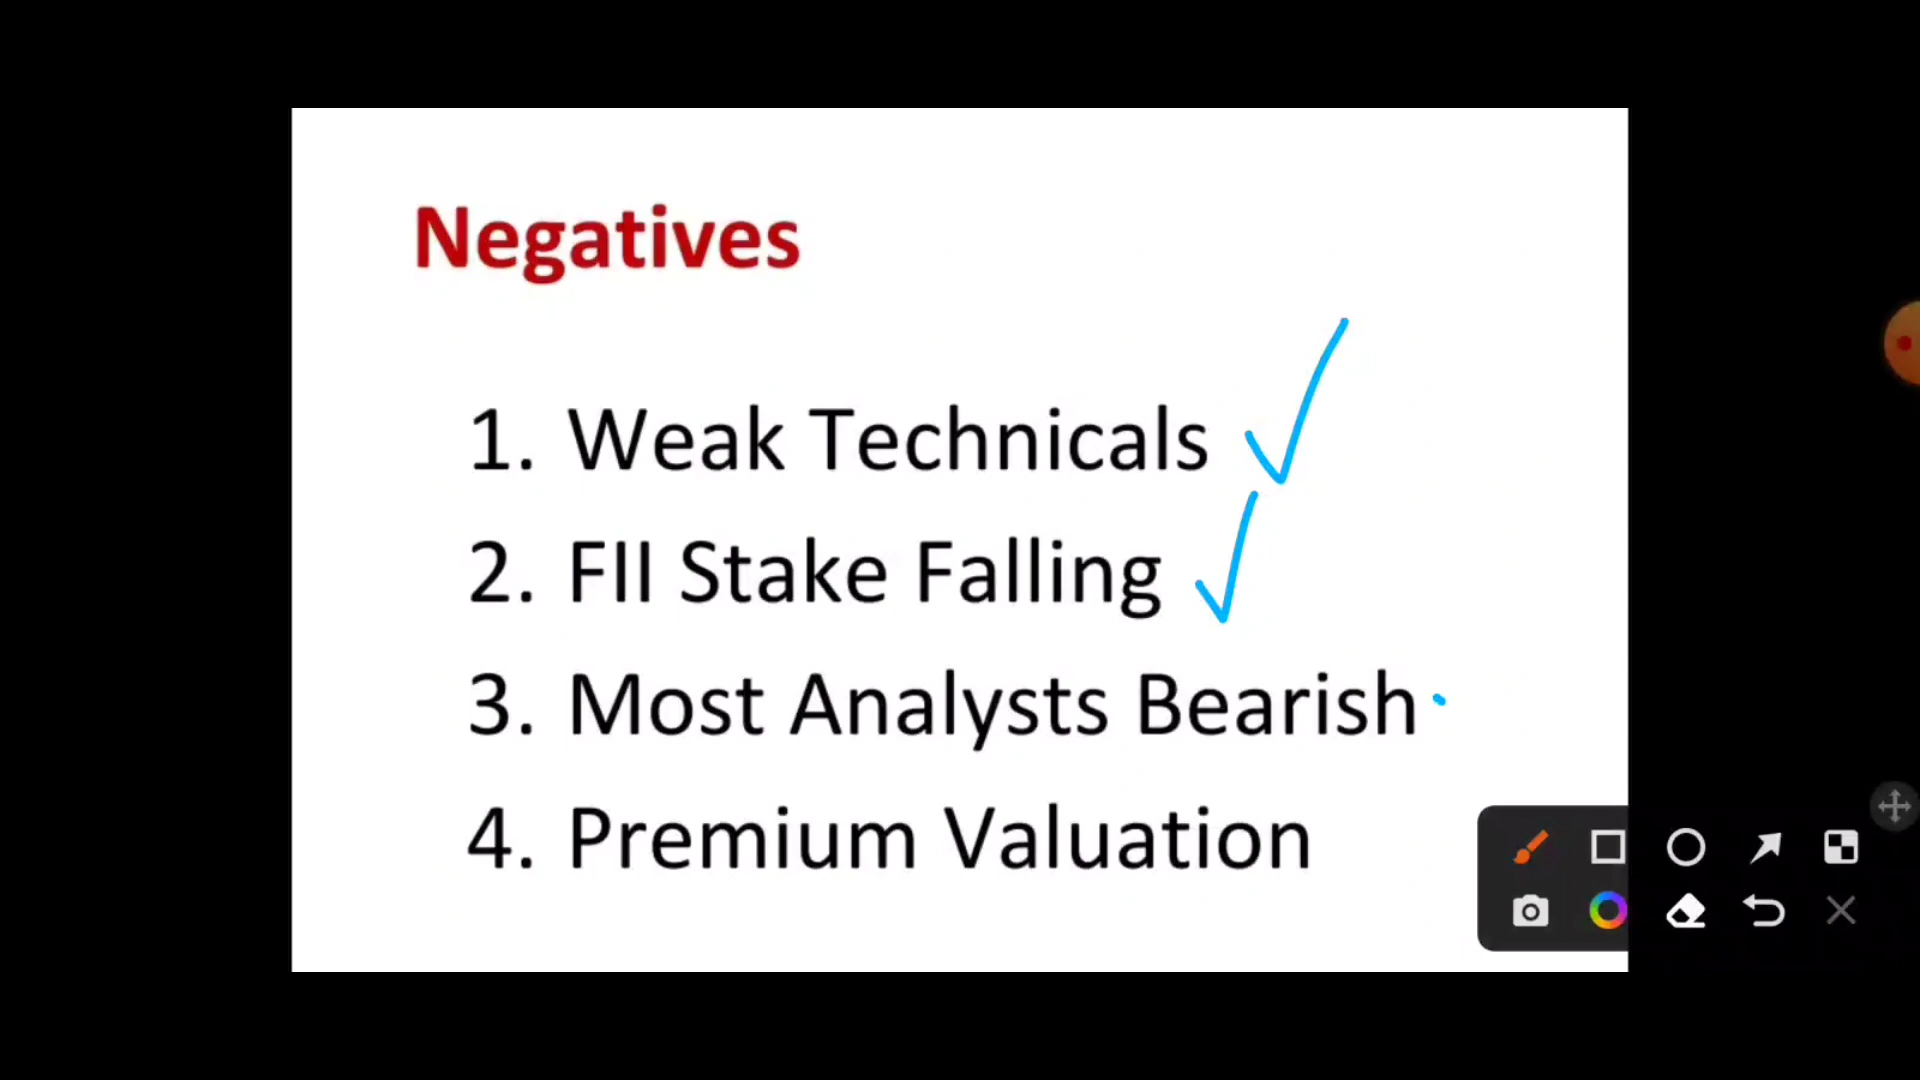 Negatives
1. Weak Technicals
2. FII Stake Falling
3. Most Analysts Bearish
4. Premium Valuation